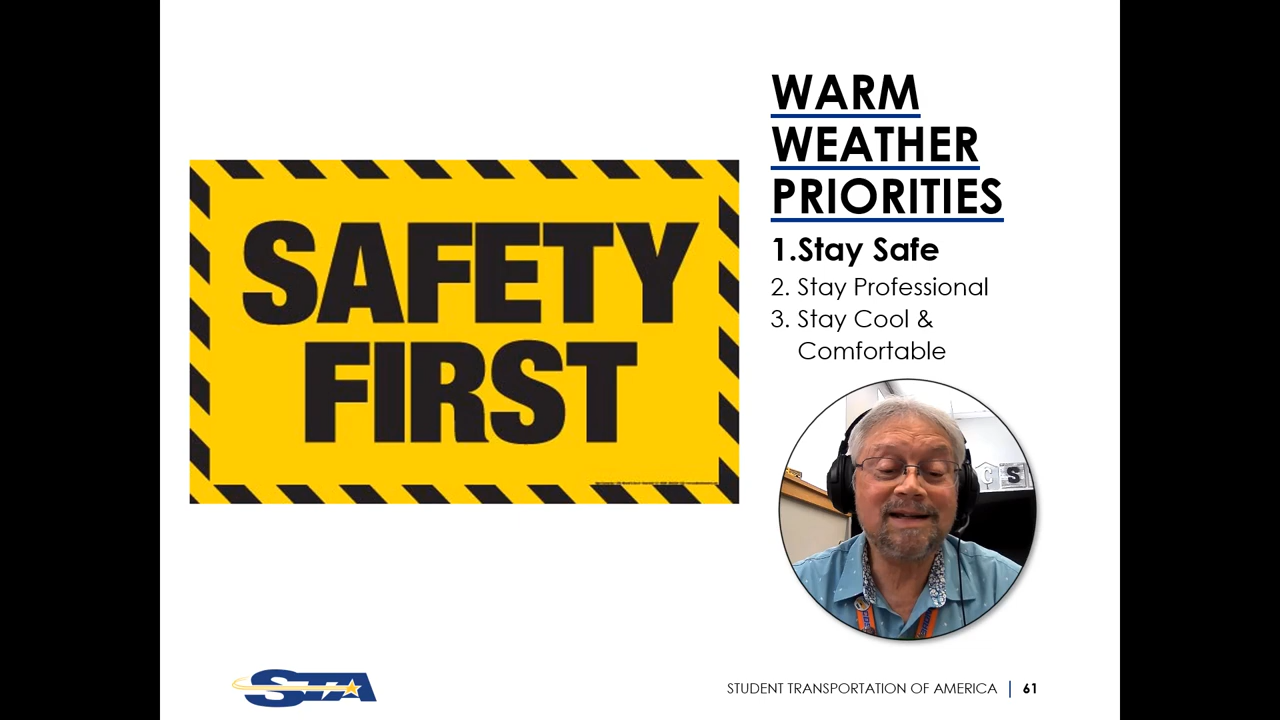 SAFETY
FIRST
WARM
WEATHER
PRIORITIES
1.Stay Safe
2. Stay Professional
3. Stay Cool &
Comfortable
CS
STA
STUDENT TRANSPORTATION OF AMERICA | 61